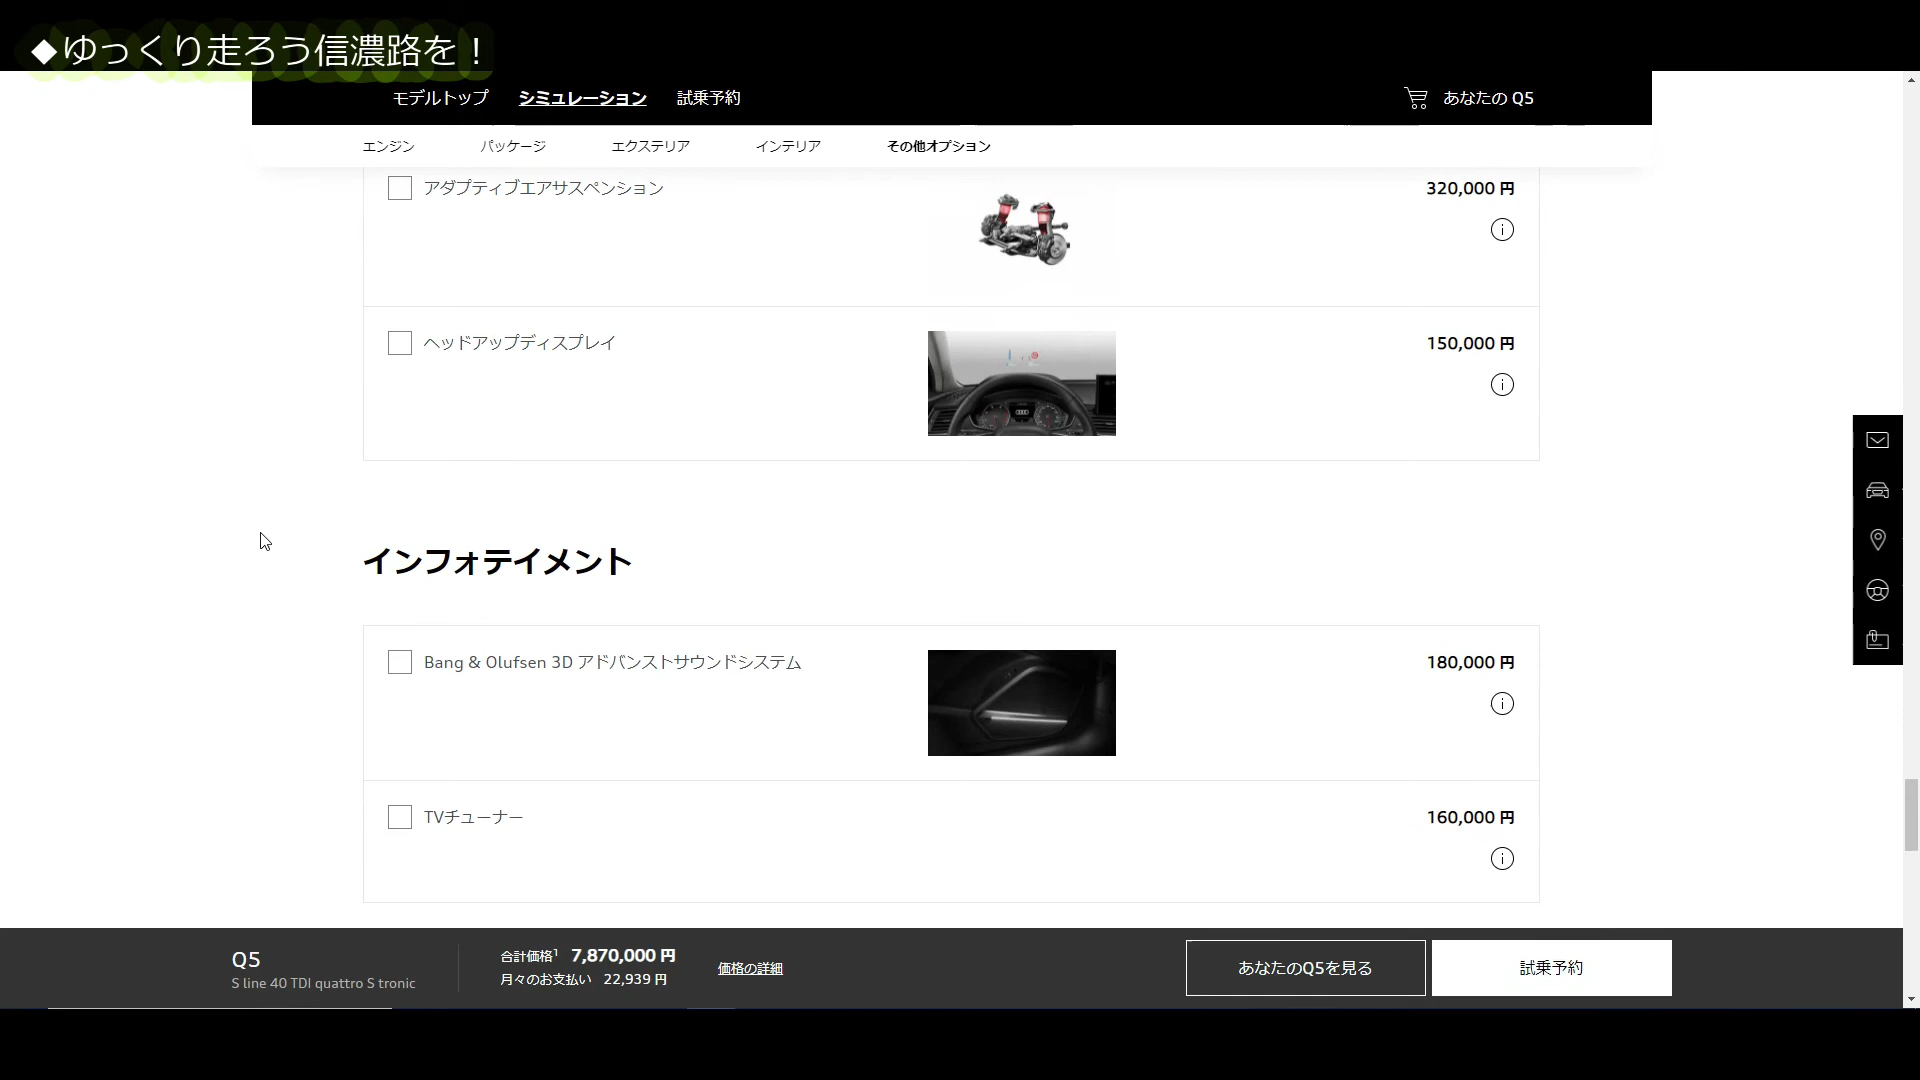 ◆ゆっくり走ろう信濃路を！
モデルトップ シミュレーション 試乗予約 あなたの Q5
エンジン パッケージ エクステリア インテリア その他オプション
アダプティブエアサスペンション 320,000 円
ヘッドアップディスプレイ 150,000 円
インフォテイメント
Bang & Olufsen 3D アドバンストサウンドシステム 180,000 円
TVチューナー 160,000 円
Q5
S line 40 TDI quattro S tronic
合計価格¹ 7,870,000 円
月々のお支払い 22,939 円
価格の詳細
あなたのQ5を見る
試乗予約